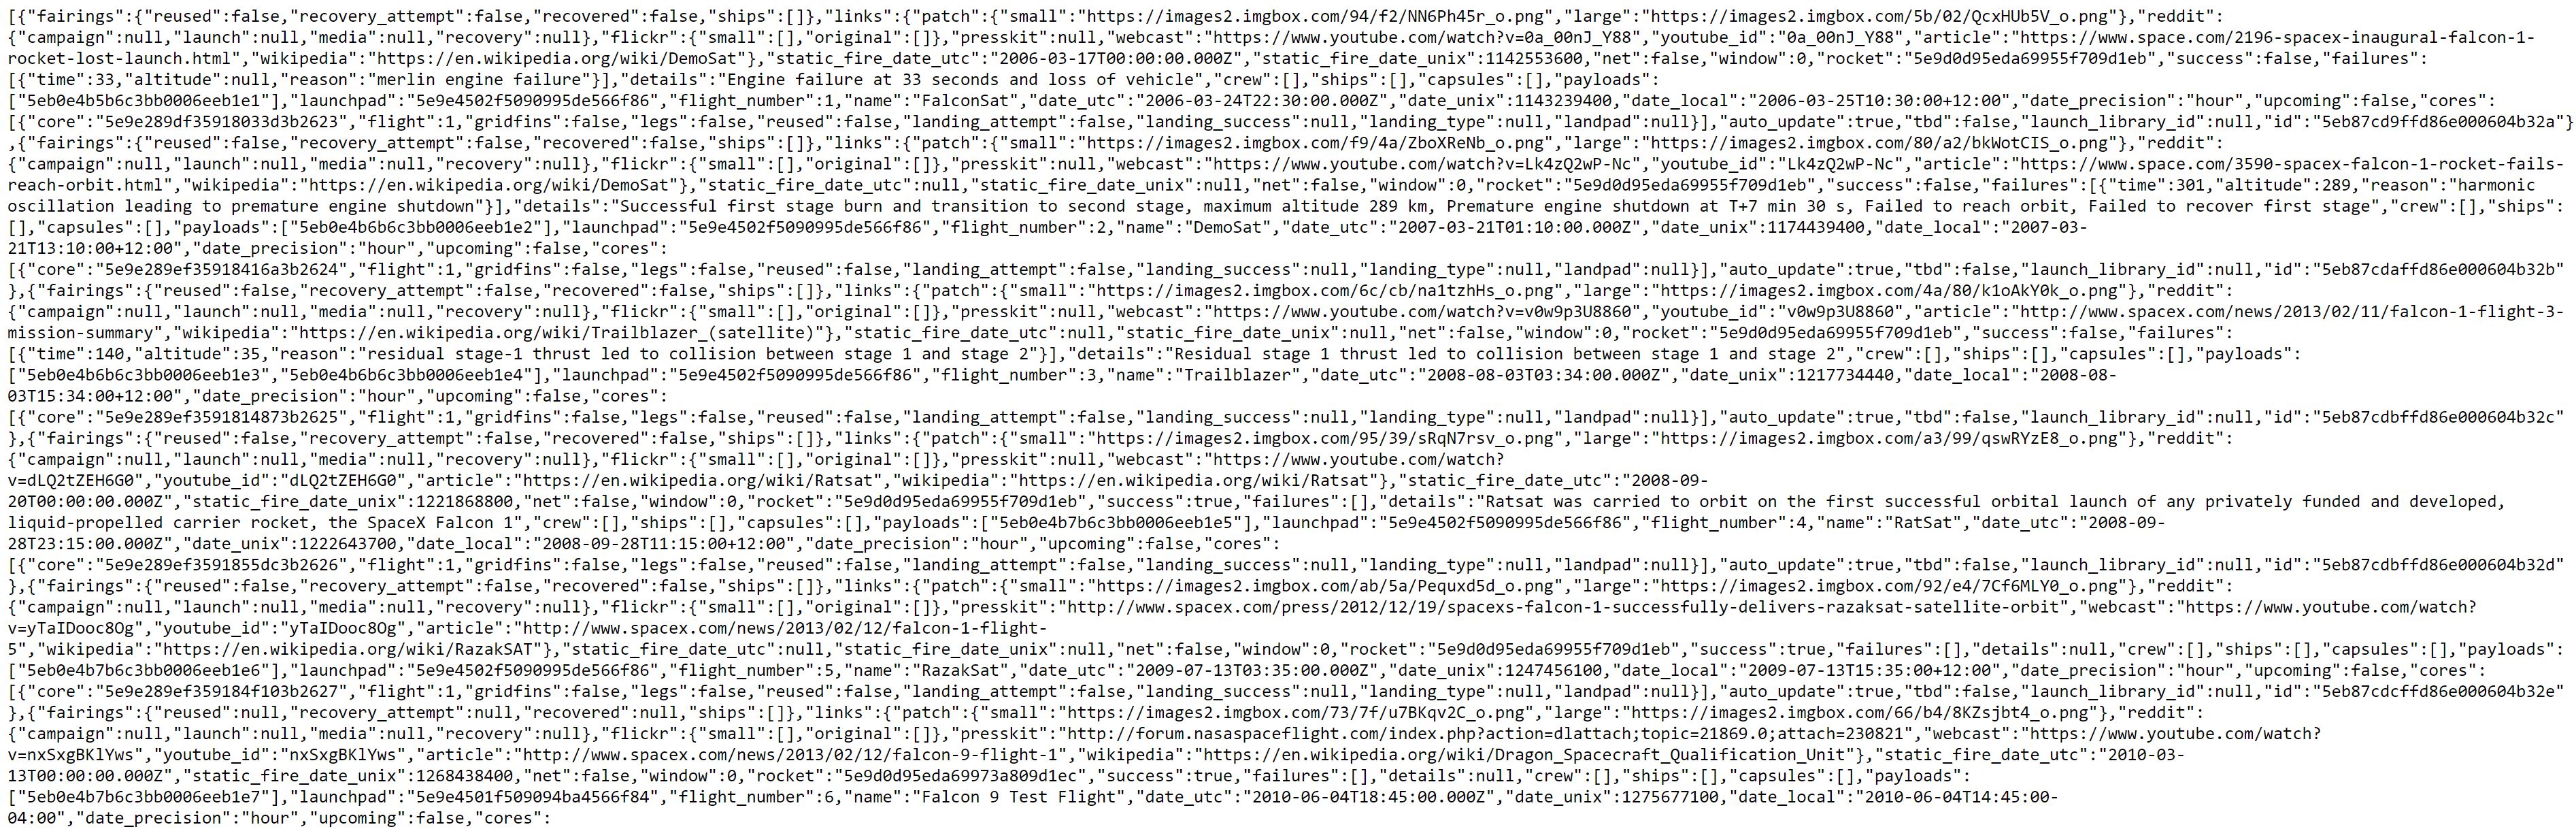 [{"fairings":{"reused":false,"recovery_attempt":false,"recovered":false,"ships":[]},"links":{"patch":{"small":"https://images2.imgbox.com/94/f2/NN6Ph45r_o.png","large":"https://images2.imgbox.com/5b/02/QcxHUb5V_o.png"},"reddit":
{"campaign":null,"launch":null,"media":null,"recovery":null},"flickr":{"small":[],"original":[]},"presskit":null,"webcast":"https://www.youtube.com/watch?v=0a_00nJ_Y88","youtube_id":"0a_00nJ_Y88","article":"https://www.space.com/2196-spacex-inaugural-falcon-1-
rocket-lost-launch.html","wikipedia":"https://en.wikipedia.org/wiki/DemoSat"},"static_fire_date_utc":"2006-03-17T00:00:00.000Z","static_fire_date_unix":1142553600,"net":false,"window":0,"rocket":"5e9d0d95eda69955f709d1eb","success":false,"failures":
[{"time":33,"altitude":null,"reason":"merlin engine failure"}],"details":"Engine failure at 33 seconds and loss of vehicle","crew":[],"ships":[],"capsules":[],"payloads":
["5eb0e4b5b6c3bb0006eeb1e1"],"launchpad":"5e9e4502f5090995de566f86","flight_number":1,"name":"FalconSat","date_utc":"2006-03-24T22:30:00.000Z","date_unix":1143239400,"date_local":"2006-03-25T10:30:00+12:00","date_precision":"hour","upcoming":false,"cores":
[{"core":"5e9e289df35918033d3b2623","flight":1,"gridfins":false,"legs":false,"reused":false,"landing_attempt":false,"landing_success":null,"landing_type":null,"landpad":null}],"auto_update":true,"tbd":false,"launch_library_id":null,"id":"5eb87cd9ffd86e000604b32a"}
,{"fairings":{"reused":false,"recovery_attempt":false,"recovered":false,"ships":[]},"links":{"patch":{"small":"https://images2.imgbox.com/f9/4a/ZboXReNb_o.png","large":"https://images2.imgbox.com/80/a2/bkWotCIS_o.png"},"reddit":
{"campaign":null,"launch":null,"media":null,"recovery":null},"flickr":{"small":[],"original":[]},"presskit":null,"webcast":"https://www.youtube.com/watch?v=Lk4zQ2wP-Nc","youtube_id":"Lk4zQ2wP-Nc","article":"https://www.space.com/3590-spacex-falcon-1-rocket-fails-
reach-orbit.html","wikipedia":"https://en.wikipedia.org/wiki/DemoSat"},"static_fire_date_utc":null,"static_fire_date_unix":null,"net":false,"window":0,"rocket":"5e9d0d95eda69955f709d1eb","success":false,"failures":[{"time":301,"altitude":289,"reason":"harmonic
oscillation leading to premature engine shutdown"}],"details":"Successful first stage burn and transition to second stage, maximum altitude 289 km, Premature engine shutdown at T+7 min 30 s, Failed to reach orbit, Failed to recover first stage","crew":[],"ships":
[],"capsules":[],"payloads":["5eb0e4b6b6c3bb0006eeb1e2"],"launchpad":"5e9e4502f5090995de566f86","flight_number":2,"name":"DemoSat","date_utc":"2007-03-21T01:10:00.000Z","date_unix":1174439400,"date_local":"2007-03-
21T13:10:00+12:00","date_precision":"hour","upcoming":false,"cores":
[{"core":"5e9e289ef35918416a3b2624","flight":1,"gridfins":false,"legs":false,"reused":false,"landing_attempt":false,"landing_success":null,"landing_type":null,"landpad":null}],"auto_update":true,"tbd":false,"launch_library_id":null,"id":"5eb87cdaffd86e000604b32b"
},{"fairings":{"reused":false,"recovery_attempt":false,"recovered":false,"ships":[]},"links":{"patch":{"small":"https://images2.imgbox.com/6c/cb/na1tzhHs_o.png","large":"https://images2.imgbox.com/4a/80/k1oAkY0k_o.png"},"reddit":
{"campaign":null,"launch":null,"media":null,"recovery":null},"flickr":{"small":[],"original":[]},"presskit":null,"webcast":"https://www.youtube.com/watch?v=v0w9p3U8860","youtube_id":"v0w9p3U8860","article":"http://www.spacex.com/news/2013/02/11/falcon-1-flight-3-
mission-summary","wikipedia":"https://en.wikipedia.org/wiki/Trailblazer_(satellite)"},"static_fire_date_utc":null,"static_fire_date_unix":null,"net":false,"window":0,"rocket":"5e9d0d95eda69955f709d1eb","success":false,"failures":
[{"time":140,"altitude":35,"reason":"residual stage-1 thrust led to collision between stage 1 and stage 2"}],"details":"Residual stage 1 thrust led to collision between stage 1 and stage 2","crew":[],"ships":[],"capsules":[],"payloads":
["5eb0e4b6b6c3bb0006eeb1e3","5eb0e4b6b6c3bb0006eeb1e4"],"launchpad":"5e9e4502f5090995de566f86","flight_number":3,"name":"Trailblazer","date_utc":"2008-08-03T03:34:00.000Z","date_unix":1217734440,"date_local":"2008-08-
03T15:34:00+12:00","date_precision":"hour","upcoming":false,"cores":
[{"core":"5e9e289ef3591814873b2625","flight":1,"gridfins":false,"legs":false,"reused":false,"landing_attempt":false,"landing_success":null,"landing_type":null,"landpad":null}],"auto_update":true,"tbd":false,"launch_library_id":null,"id":"5eb87cdbffd86e000604b32c"
},{"fairings":{"reused":false,"recovery_attempt":false,"recovered":false,"ships":[]},"links":{"patch":{"small":"https://images2.imgbox.com/95/39/sRqN7rsv_o.png","large":"https://images2.imgbox.com/a3/99/qswRYzE8_o.png"},"reddit":
{"campaign":null,"launch":null,"media":null,"recovery":null},"flickr":{"small":[],"original":[]},"presskit":null,"webcast":"https://www.youtube.com/watch?
v=dLQ2tZEH6G0","youtube_id":"dLQ2tZEH6G0","article":"https://en.wikipedia.org/wiki/Ratsat","wikipedia":"https://en.wikipedia.org/wiki/Ratsat"},"static_fire_date_utc":"2008-09-
20T00:00:00.000Z","static_fire_date_unix":1221868800,"net":false,"window":0,"rocket":"5e9d0d95eda69955f709d1eb","success":true,"failures":[],"details":"Ratsat was carried to orbit on the first successful orbital launch of any privately funded and developed,
liquid-propelled carrier rocket, the SpaceX Falcon 1","crew":[],"ships":[],"capsules":[],"payloads":["5eb0e4b7b6c3bb0006eeb1e5"],"launchpad":"5e9e4502f5090995de566f86","flight_number":4,"name":"RatSat","date_utc":"2008-09-
28T23:15:00.000Z","date_unix":1222643700,"date_local":"2008-09-28T11:15:00+12:00","date_precision":"hour","upcoming":false,"cores":
[{"core":"5e9e289ef3591855dc3b2626","flight":1,"gridfins":false,"legs":false,"reused":false,"landing_attempt":false,"landing_success":null,"landing_type":null,"landpad":null}],"auto_update":true,"tbd":false,"launch_library_id":null,"id":"5eb87cdbffd86e000604b32d"
},{"fairings":{"reused":false,"recovery_attempt":false,"recovered":false,"ships":[]},"links":{"patch":{"small":"https://images2.imgbox.com/ab/5a/Pequxd5d_o.png","large":"https://images2.imgbox.com/92/e4/7Cf6MLY0_o.png"},"reddit":
{"campaign":null,"launch":null,"media":null,"recovery":null},"flickr":{"small":[],"original":[]},"presskit":"http://www.spacex.com/press/2012/12/19/spacexs-falcon-1-successfully-delivers-razaksat-satellite-orbit","webcast":"https://www.youtube.com/watch?
v=yTaIDooc8Og","youtube_id":"yTaIDooc8Og","article":"http://www.spacex.com/news/2013/02/12/falcon-1-flight-
5","wikipedia":"https://en.wikipedia.org/wiki/RazakSAT"},"static_fire_date_utc":null,"static_fire_date_unix":null,"net":false,"window":0,"rocket":"5e9d0d95eda69955f709d1eb","success":true,"failures":[],"details":null,"crew":[],"ships":[],"capsules":[],"payloads":
["5eb0e4b7b6c3bb0006eeb1e6"],"launchpad":"5e9e4502f5090995de566f86","flight_number":5,"name":"RazakSat","date_utc":"2009-07-13T03:35:00.000Z","date_unix":1247456100,"date_local":"2009-07-13T15:35:00+12:00","date_precision":"hour","upcoming":false,"cores":
[{"core":"5e9e289ef359184f103b2627","flight":1,"gridfins":false,"legs":false,"reused":false,"landing_attempt":false,"landing_success":null,"landing_type":null,"landpad":null}],"auto_update":true,"tbd":false,"launch_library_id":null,"id":"5eb87cdcffd86e000604b32e"
},{"fairings":{"reused":null,"recovery_attempt":null,"recovered":null,"ships":[]},"links":{"patch":{"small":"https://images2.imgbox.com/73/7f/u7BKqv2C_o.png","large":"https://images2.imgbox.com/66/b4/8KZsjbt4_o.png"},"reddit":
{"campaign":null,"launch":null,"media":null,"recovery":null},"flickr":{"small":[],"original":[]},"presskit":"http://forum.nasaspaceflight.com/index.php?action=dlattach;topic=21869.0;attach=230821","webcast":"https://www.youtube.com/watch?
v=nxSxgBKlYws","youtube_id":"nxSxgBKlYws","article":"http://www.spacex.com/news/2013/02/12/falcon-9-flight-1","wikipedia":"https://en.wikipedia.org/wiki/Dragon_Spacecraft_Qualification_Unit"},"static_fire_date_utc":"2010-03-
13T00:00:00.000Z","static_fire_date_unix":1268438400,"net":false,"window":0,"rocket":"5e9d0d95eda69973a809d1ec","success":true,"failures":[],"details":null,"crew":[],"ships":[],"capsules":[],"payloads":
["5eb0e4b7b6c3bb0006eeb1e7"],"launchpad":"5e9e4501f509094ba4566f84","flight_number":6,"name":"Falcon 9 Test Flight","date_utc":"2010-06-04T18:45:00.000Z","date_unix":1275677100,"date_local":"2010-06-04T14:45:00-
04:00","date_precision":"hour","upcoming":false,"cores":